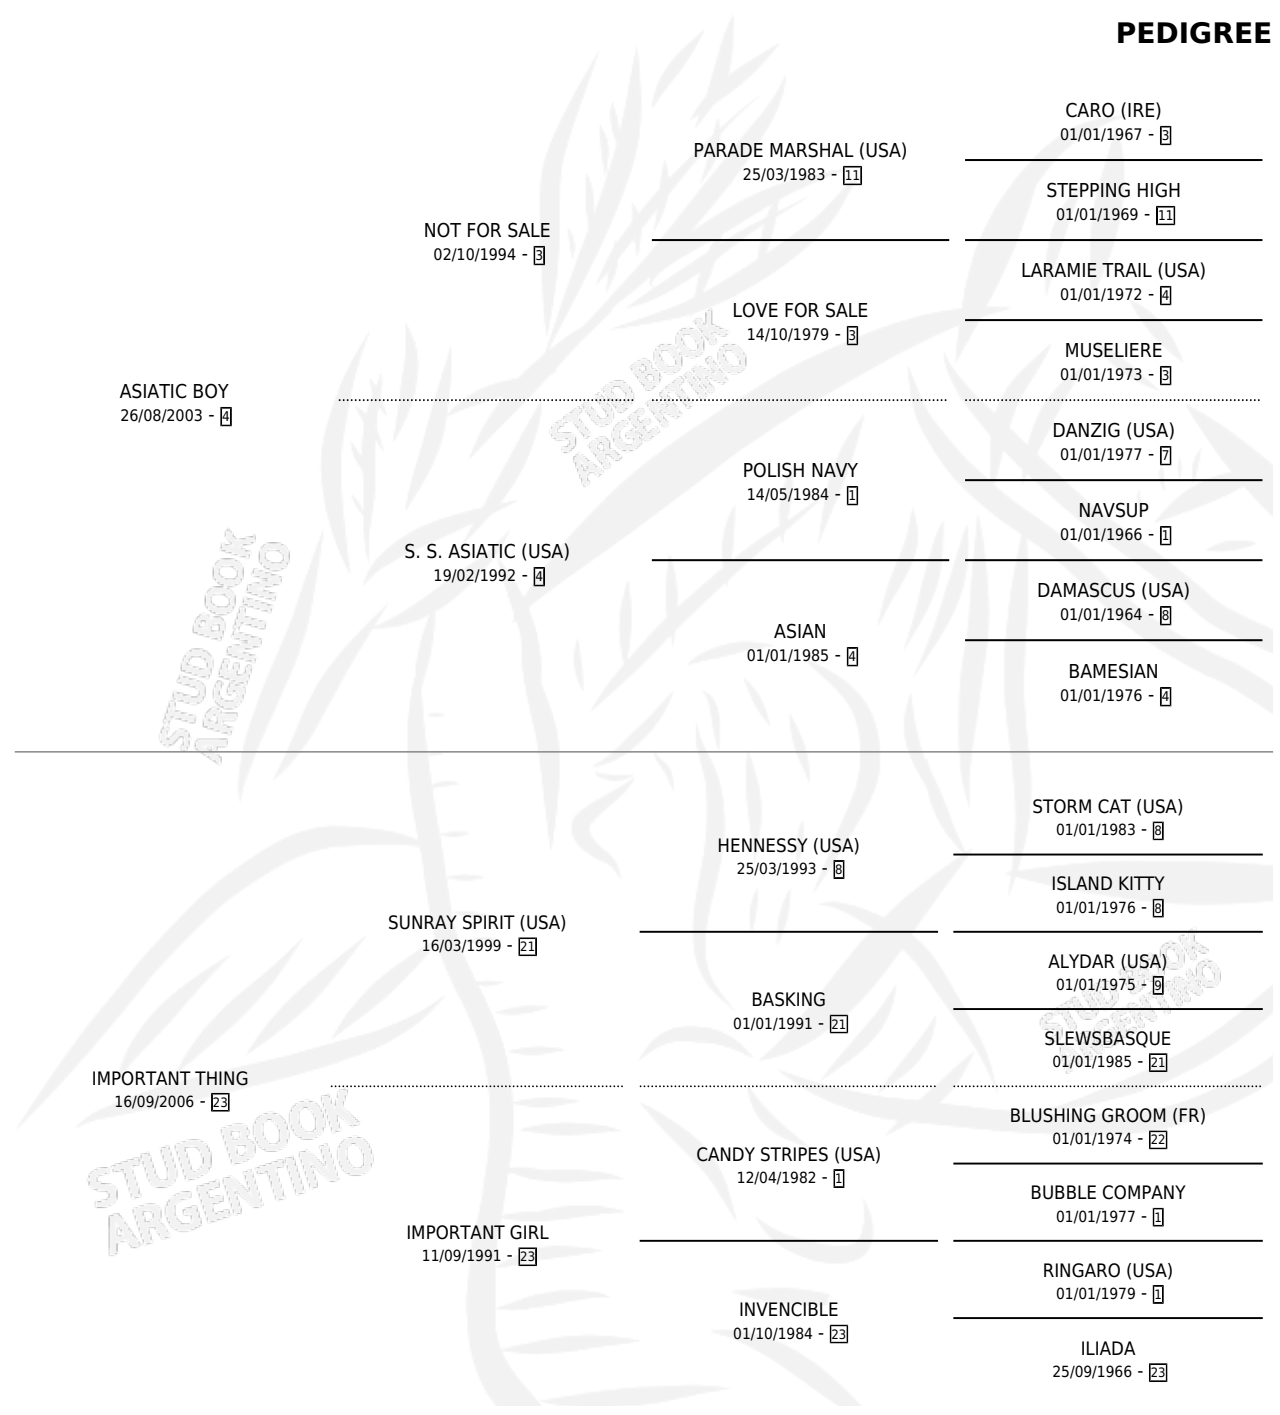 PEDIGREE
CARO (IRE)
01/01/1967 - 3
PARADE MARSHAL (USA)
25/03/1983 - 11
STEPPING HIGH
01/01/1969 - 11
NOT FOR SALE
02/10/1994 - 3
LARAMIE TRAIL (USA)
01/01/1972 - 4
LOVE FOR SALE
14/10/1979 - 3
MUSELIERE
01/01/1973 - 3
ASIATIC BOY
26/08/2003 - 4
DANZIG (USA)
01/01/1977 - 7
POLISH NAVY
14/05/1984 - 1
NAVSUP
01/01/1966 - 1
S. S. ASIATIC (USA)
19/02/1992 - 4
DAMASCUS (USA)
01/01/1964 - 8
ASIAN
01/01/1985 - 4
BAMESIAN
01/01/1976 - 4
STORM CAT (USA)
01/01/1983 - 8
HENNESSY (USA)
25/03/1993 - 8
ISLAND KITTY
01/01/1976 - 8
SUNRAY SPIRIT (USA)
16/03/1999 - 21
ALYDAR (USA)
01/01/1975 - 9
BASKING
01/01/1991 - 21
SLEWSBASQUE
01/01/1985 - 21
IMPORTANT THING
16/09/2006 - 23
BLUSHING GROOM (FR)
01/01/1974 - 22
CANDY STRIPES (USA)
12/04/1982 - 1
BUBBLE COMPANY
01/01/1977 - 1
IMPORTANT GIRL
11/09/1991 - 23
RINGARO (USA)
01/01/1979 - 1
INVENCIBLE
01/10/1984 - 23
ILIADA
25/09/1966 - 23
STUD BOOK
ARGENTINO
STUD BOOK
ARGENTINO
STUD BOOK
ARGENTINO
STUD BOOK
ARGENTINO